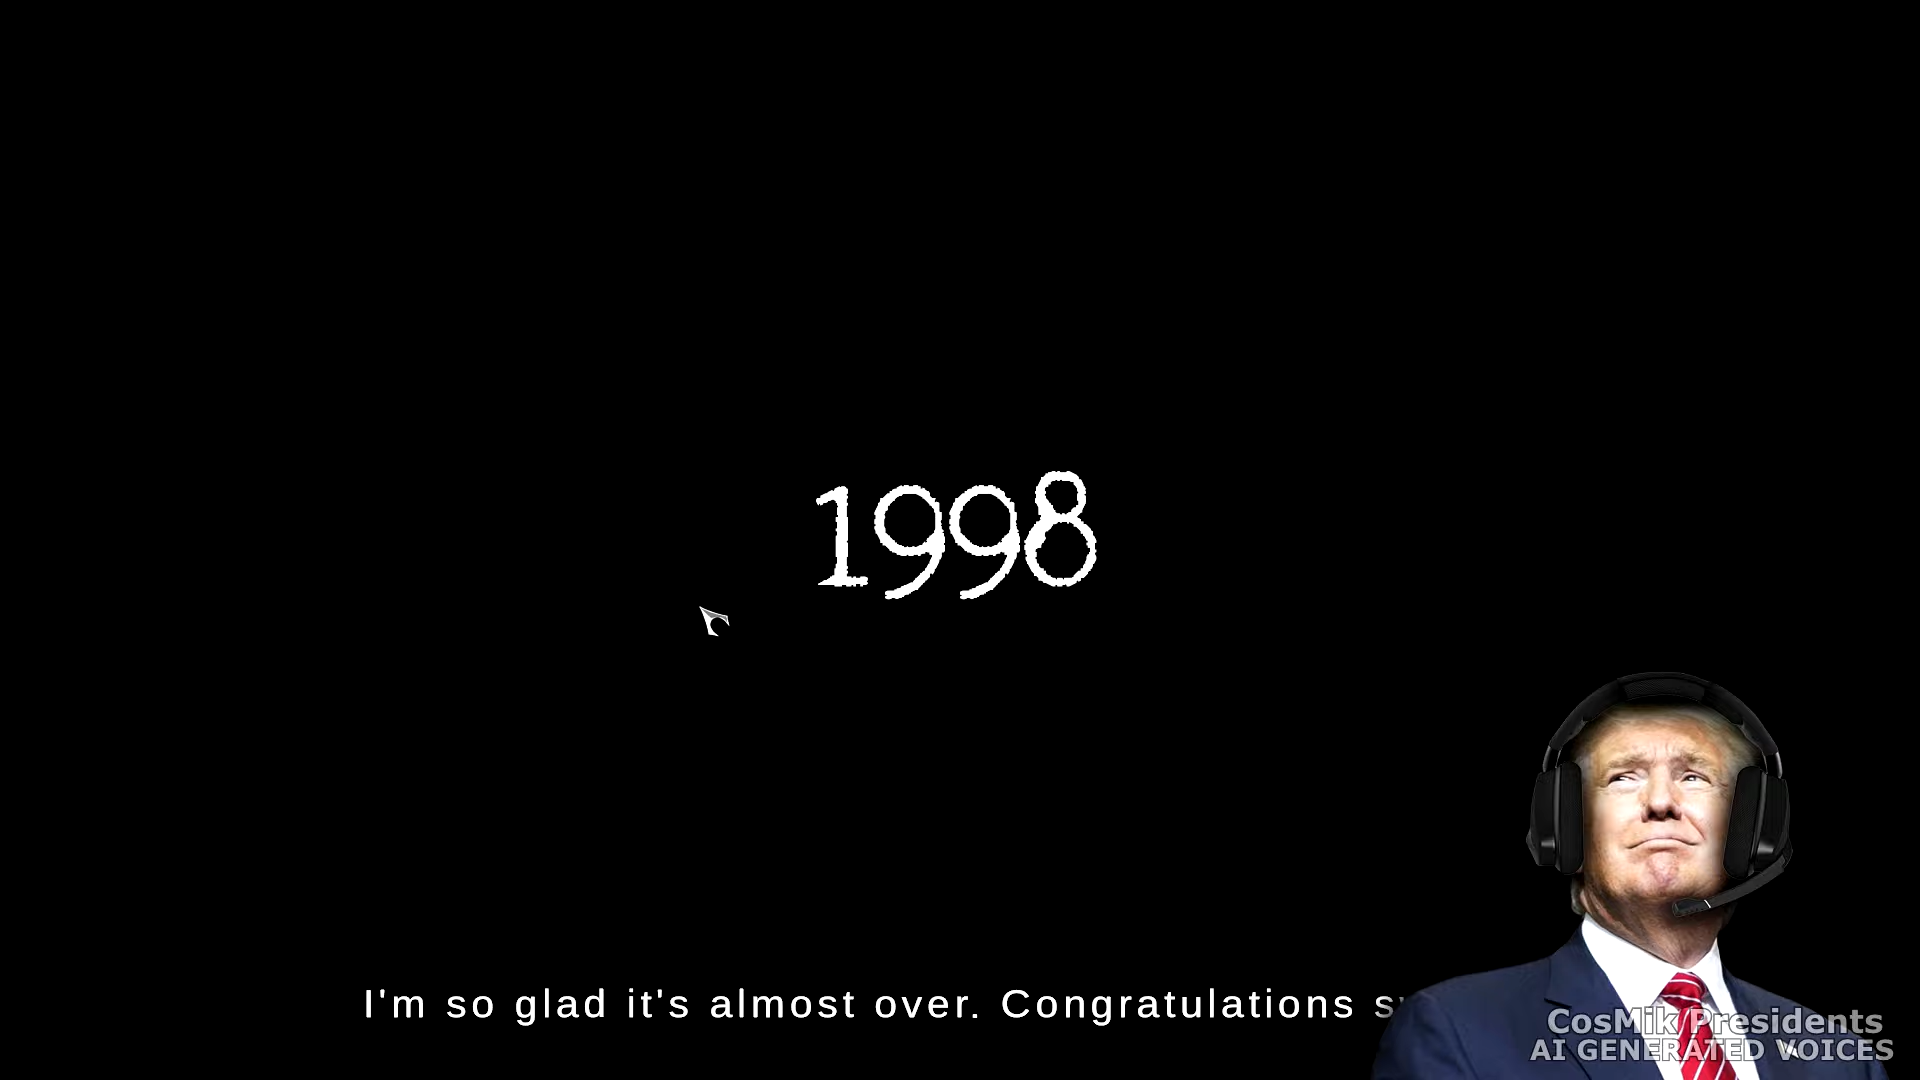 1998
I'm so glad it's almost over. Congratulations
CosMik Presidents
AI GENERATED VOICES